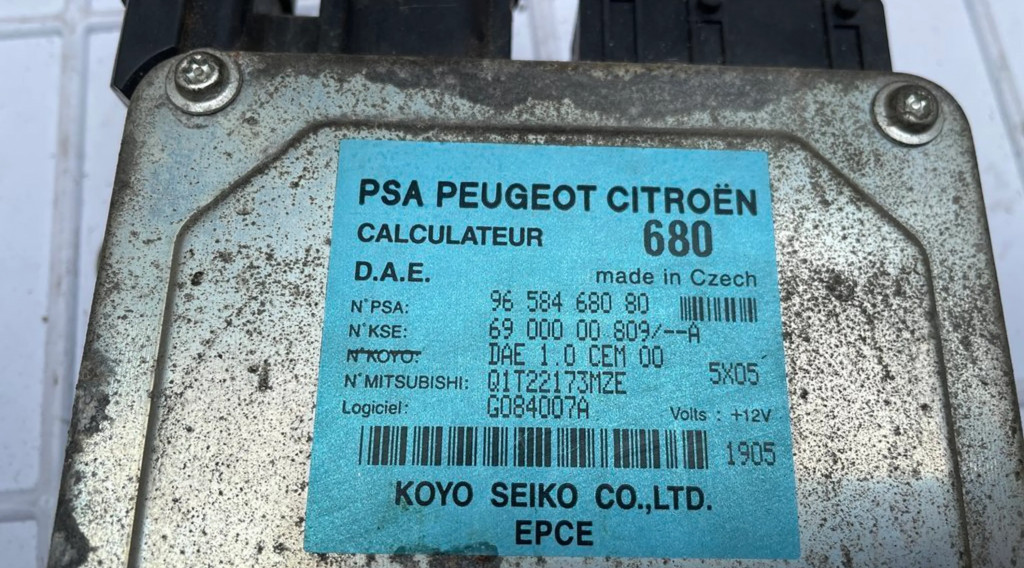 PSA PEUGEOT CITROËN
CALCULATEUR 680
D.A.E. made in Czech
N°PSA: 96 584 680 80
N°KSE: 69 000 00 809/--A
N°KOYO: DAE 1.0 CEM 00
5X05
N°MITSUBISHI: Q1T22173MZE
Logiciel: G084007A Volts : +12V
1905
KOYO SEIKO CO.,LTD.
EPCE